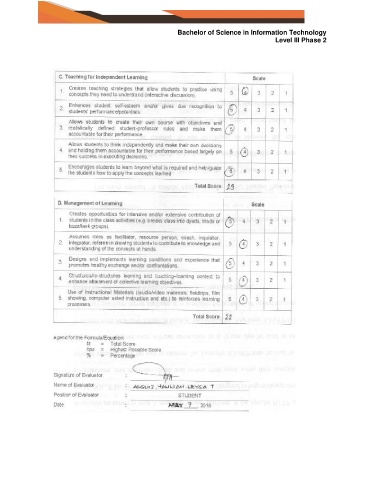 Bachelor of Science in Information Technology
Level III Phase 2
C. Teaching for Independent Learning Scale
1. Creates teaching strategies that allow students to practice using 5 4 3 2 1
concepts they need to understand (interactive discussion).
2. Enhances student self-esteem and/or gives due recognition to 5 4 3 2 1
students' performance/potentials.
3. Allows students to create their own course with objectives and 5 4 3 2 1
realistically defined student-professor rules and make them
accountable for their performance.
4. Allows students to think independently and make their own decisions 5 4 3 2 1
and holding them accountable for their performance based largely on
their success in executing decisions.
5. Encourages students to learn beyond what is required and help/guide 5 4 3 2 1
the students how to apply the concepts learned
Total Score 23
D. Management of Learning Scale
1. Creates opportunities for intensive and/or extensive contribution of 5 4 3 2 1
students in the class activities (e.g. breaks class into dyads, triads or
buzz/task groups).
2. Assumes roles as facilitator, resource person, coach, inquisitor, 5 4 3 2 1
integrator, referee in drawing students to contribute to knowledge and
understanding of the concepts at hands.
3. Designs and implements learning conditions and experience that 5 4 3 2 1
promotes healthy exchange and/or confrontations.
4. Structures/re-structures learning and teaching-learning context to 5 4 3 2 1
enhance attainment of collective learning objectives.
5. Use of Instructional Materials (audio/video materials, fieldtrips, film 5 4 3 2 1
showing, computer aided instruction and etc.) to reinforces learning
processes.
Total Score 22
Legend for the Formula/Equation:
ts = Total Score
hps = Highest Possible Score
% = Percentage
Signature of Evaluator :
Name of Evaluator :
Position of Evaluator : STUDENT
Date : MAY 7 2018